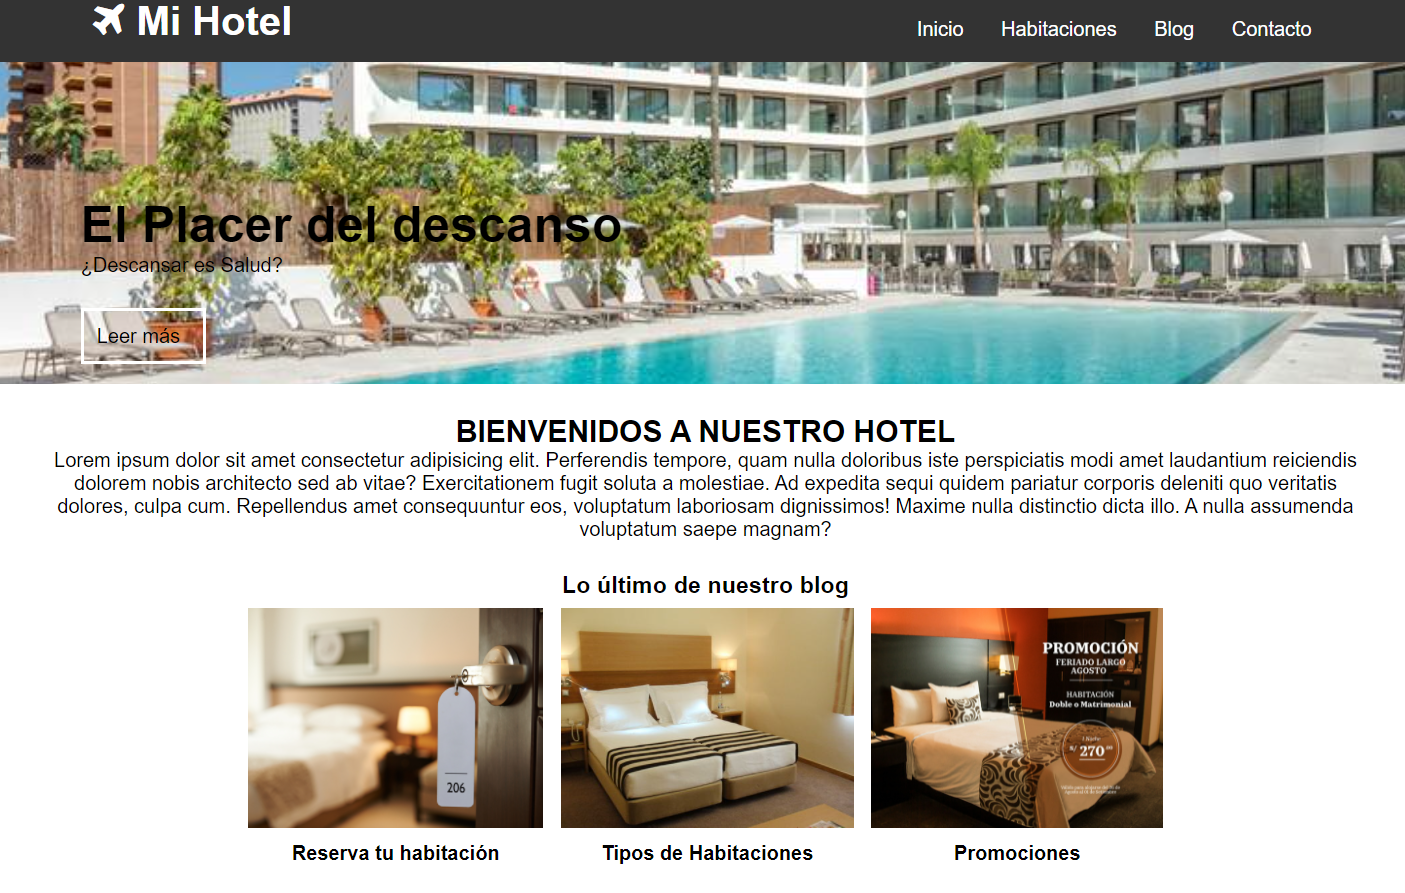 Mi Hotel
Inicio Habitaciones Blog Contacto
El Placer del descanso
¿Descansar es Salud?
Leer más
BIENVENIDOS A NUESTRO HOTEL
Lorem ipsum dolor sit amet consectetur adipisicing elit. Perferendis tempore, quam nulla doloribus iste perspiciatis modi amet laudantium reiciendis
dolorem nobis architecto sed ab vitae? Exercitationem fugit soluta a molestiae. Ad expedita sequi quidem pariatur corporis deleniti quo veritatis
dolores, culpa cum. Repellendus amet consequuntur eos, voluptatum laboriosam dignissimos! Maxime nulla distinctio dicta illo. A nulla assumenda
voluptatum saepe magnam?
Lo último de nuestro blog
206
PROMOCIÓN
FERIADO LARGO
AGOSTO
HABITACIÓN
Doble o Matrimonial
1 Noche
S/ 270
Reserva tu habitación
Tipos de Habitaciones
Promociones